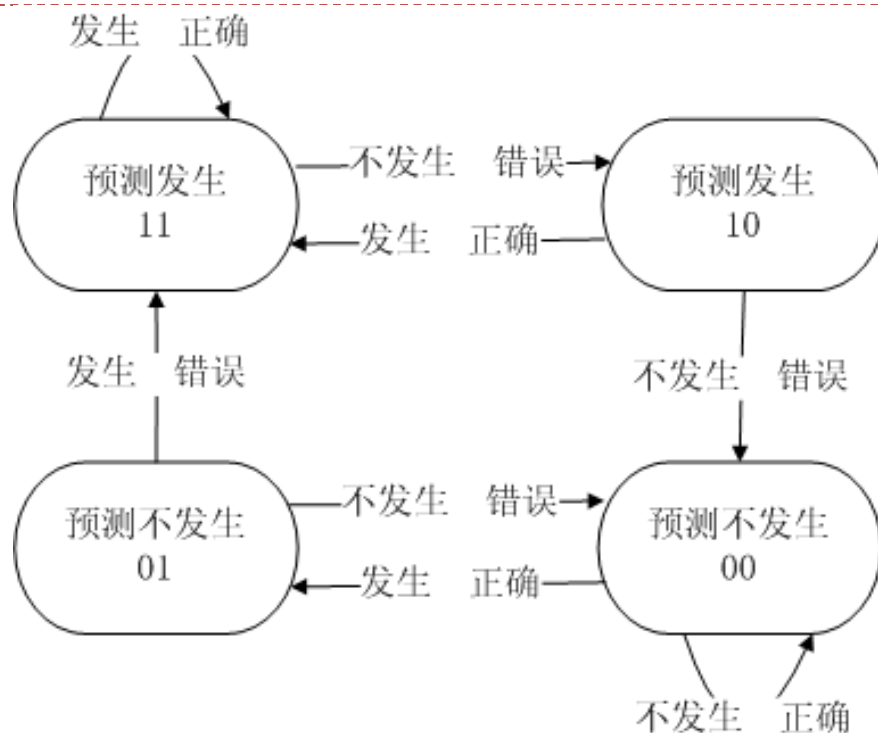 发生 正确
预测发生
11
不发生 错误
发生 正确
预测发生
10
发生 错误
不发生 错误
预测不发生
01
不发生 错误
发生 正确
预测不发生
00
不发生 正确